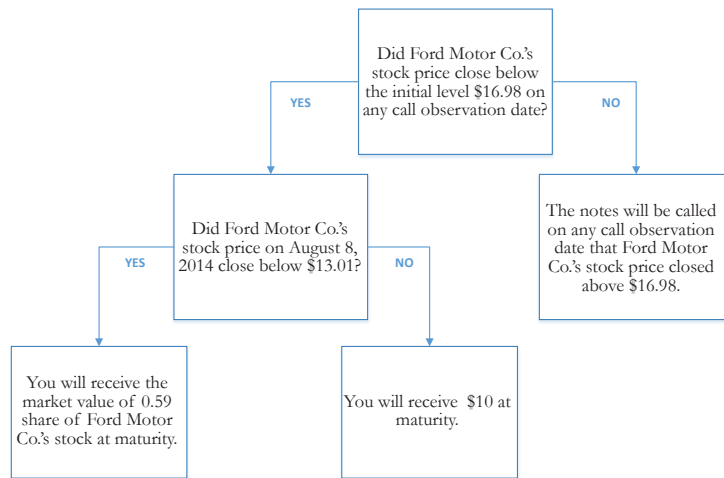 Did Ford Motor Co.'s
stock price close below
the initial level $16.98 on
any call observation date?
YES
NO
Did Ford Motor Co.'s
stock price on August 8,
2014 close below $13.01?
The notes will be called
on any call observation
date that Ford Motor
Co.'s stock price closed
above $16.98.
YES
NO
You will receive the
market value of 0.59
share of Ford Motor
Co.'s stock at maturity.
You will receive $10 at
maturity.